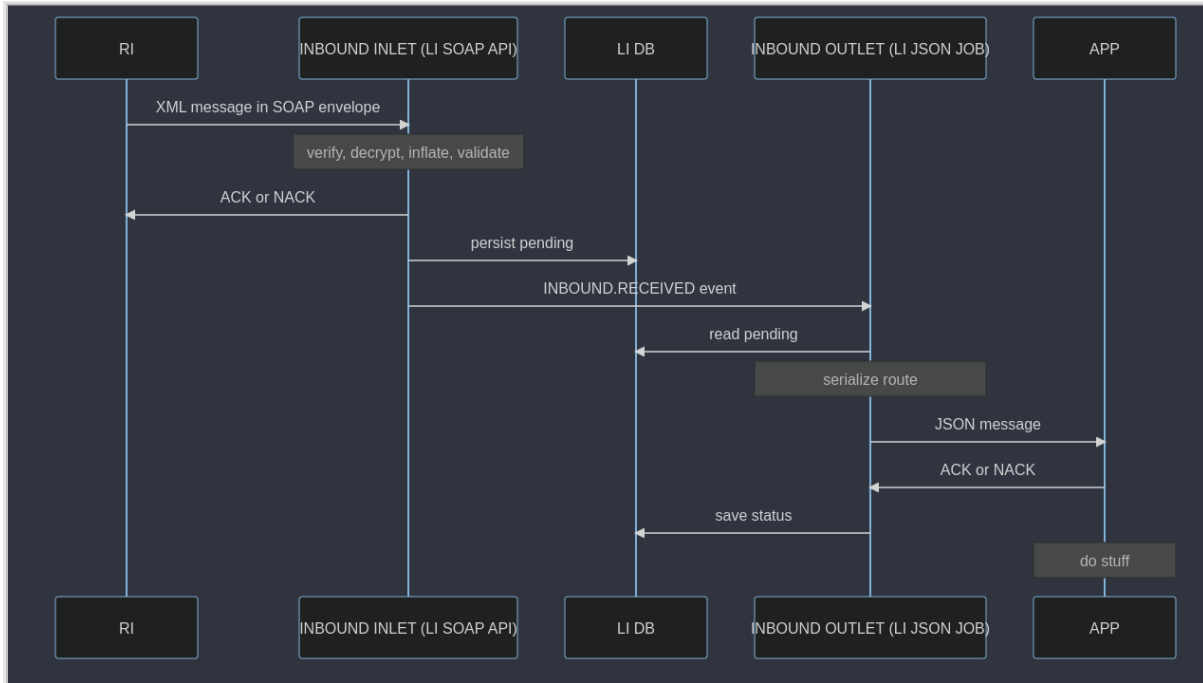 RI
INBOUND INLET (LI SOAP API)
LI DB
INBOUND OUTLET (LI JSON JOB)
APP
XML message in SOAP envelope
verify, decrypt, inflate, validate
ACK or NACK
persist pending
INBOUND.RECEIVED event
read pending
serialize route
JSON message
ACK or NACK
save status
do stuff
RI
INBOUND INLET (LI SOAP API)
LI DB
INBOUND OUTLET (LI JSON JOB)
APP